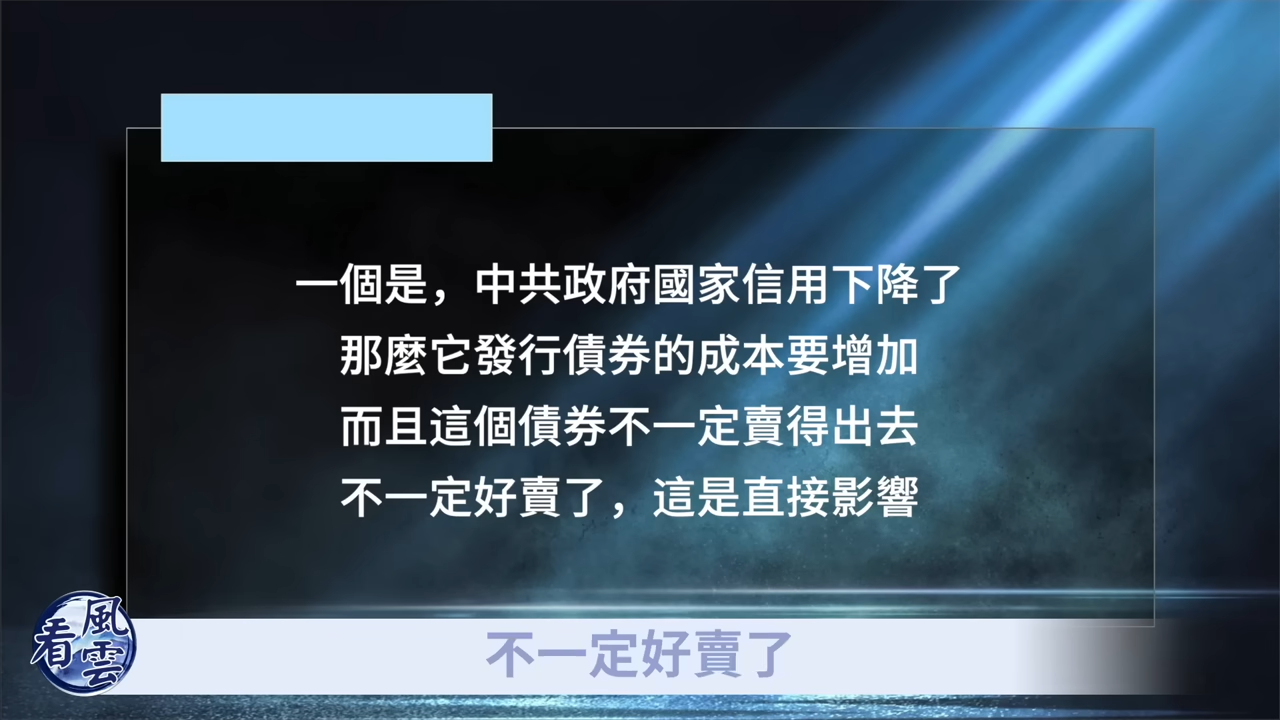 一個是，中共政府國家信用下降了
那麼它發行債券的成本要增加
而且這個債券不一定賣得出去
不一定好賣了，這是直接影響
不一定好賣了
看風雲